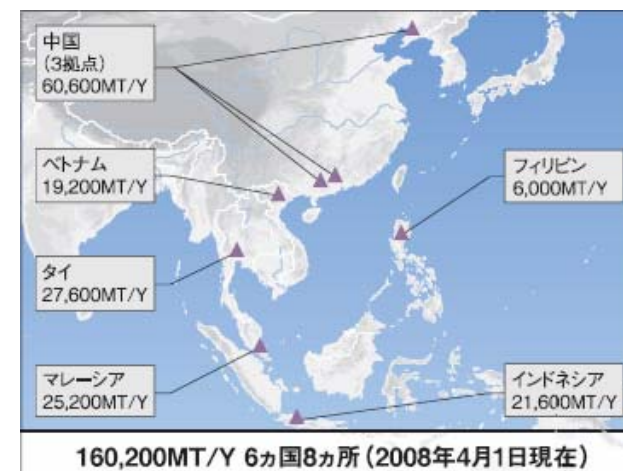 中国
(3拠点)
60,600MT/Y
ベトナム
19,200MT/Y
タイ
27,600MT/Y
マレーシア
25,200MT/Y
フィリピン
6,000MT/Y
インドネシア
21,600MT/Y
160,200MT/Y 6ヵ国8ヵ所(2008年4月1日現在)